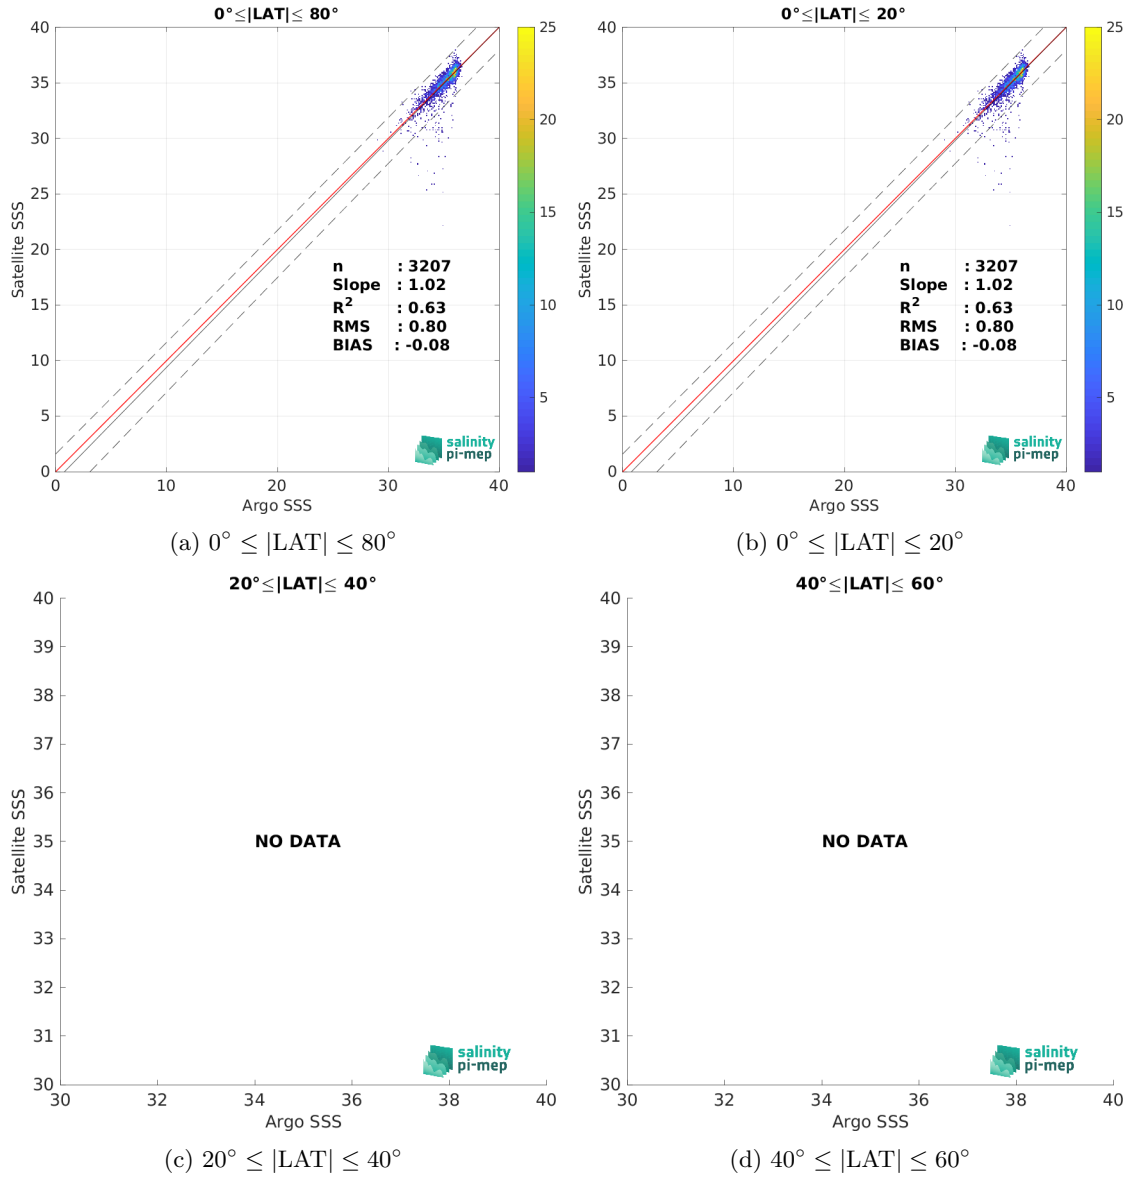 0°≤|LAT|≤ 80°
40
35
30
25
20
15
10
5
0
Satellite SSS
n : 3207
Slope : 1.02
R² : 0.63
RMS : 0.80
BIAS : -0.08
salinity
pi-mep
0 10 20 30 40
Argo SSS
25
20
15
10
5
(a) 0° ≤ |LAT| ≤ 80°
0°≤|LAT|≤ 20°
40
35
30
25
20
15
10
5
0
Satellite SSS
n : 3207
Slope : 1.02
R² : 0.63
RMS : 0.80
BIAS : -0.08
salinity
pi-mep
0 10 20 30 40
Argo SSS
25
20
15
10
5
(b) 0° ≤ |LAT| ≤ 20°
20°≤|LAT|≤ 40°
40
39
38
37
36
35
34
33
32
31
30
Satellite SSS
NO DATA
salinity
pi-mep
30 32 34 36 38 40
Argo SSS
(c) 20° ≤ |LAT| ≤ 40°
40°≤|LAT|≤ 60°
40
39
38
37
36
35
34
33
32
31
30
Satellite SSS
NO DATA
salinity
pi-mep
30 32 34 36 38 40
Argo SSS
(d) 40° ≤ |LAT| ≤ 60°